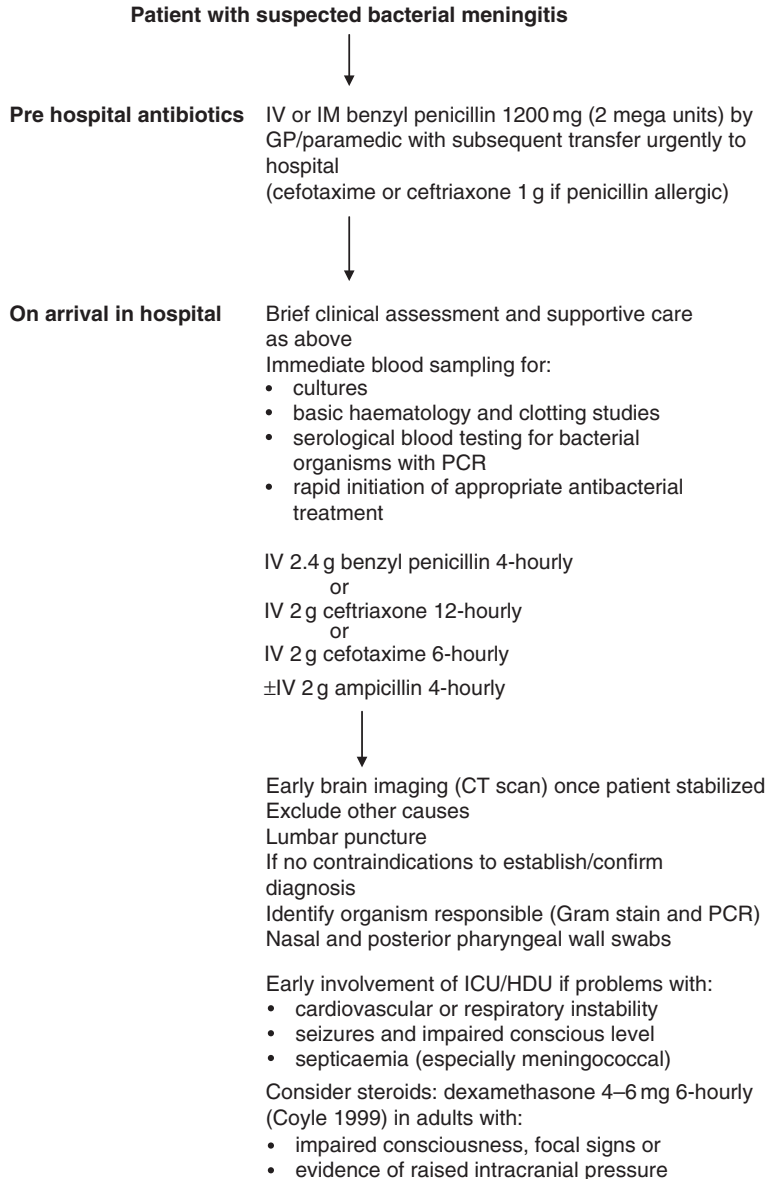 Patient with suspected bacterial meningitis
Pre hospital antibiotics IV or IM benzyl penicillin 1200 mg (2 mega units) by
GP/paramedic with subsequent transfer urgently to
hospital
(cefotaxime or ceftriaxone 1 g if penicillin allergic)
On arrival in hospital Brief clinical assessment and supportive care
as above
Immediate blood sampling for:
• cultures
• basic haematology and clotting studies
• serological blood testing for bacterial
organisms with PCR
• rapid initiation of appropriate antibacterial
treatment
IV 2.4 g benzyl penicillin 4-hourly
or
IV 2 g ceftriaxone 12-hourly
or
IV 2 g cefotaxime 6-hourly
±IV 2 g ampicillin 4-hourly
Early brain imaging (CT scan) once patient stabilized
Exclude other causes
Lumbar puncture
If no contraindications to establish/confirm
diagnosis
Identify organism responsible (Gram stain and PCR)
Nasal and posterior pharyngeal wall swabs
Early involvement of ICU/HDU if problems with:
• cardiovascular or respiratory instability
• seizures and impaired conscious level
• septicaemia (especially meningococcal)
Consider steroids: dexamethasone 4–6 mg 6-hourly
(Coyle 1999) in adults with:
• impaired consciousness, focal signs or
• evidence of raised intracranial pressure